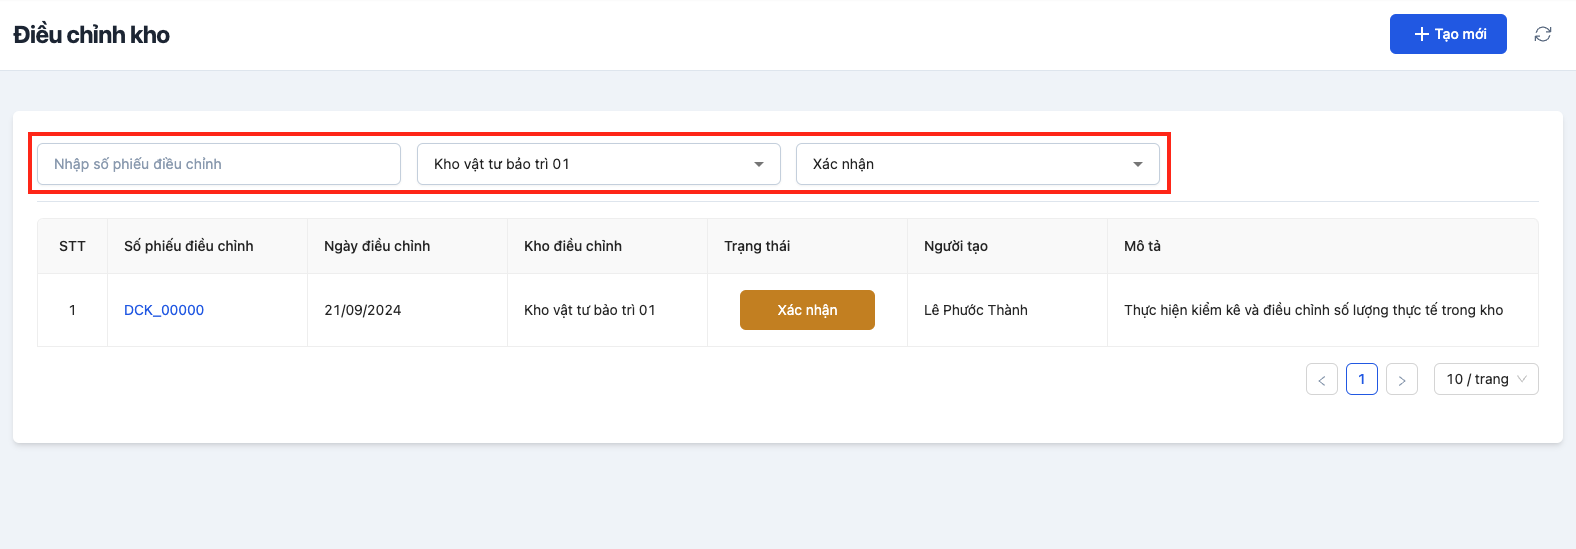 Điều chỉnh kho
Tạo mới
Nhập số phiếu điều chỉnh
Kho vật tư bảo trì 01
Xác nhận
STT Số phiếu điều chỉnh Ngày điều chỉnh Kho điều chỉnh Trạng thái Người tạo Mô tả
1 DCK_00000 21/09/2024 Kho vật tư bảo trì 01 Xác nhận Lê Phước Thành Thực hiện kiểm kê và điều chỉnh số lượng thực tế trong kho
< 1 > 10 / trang